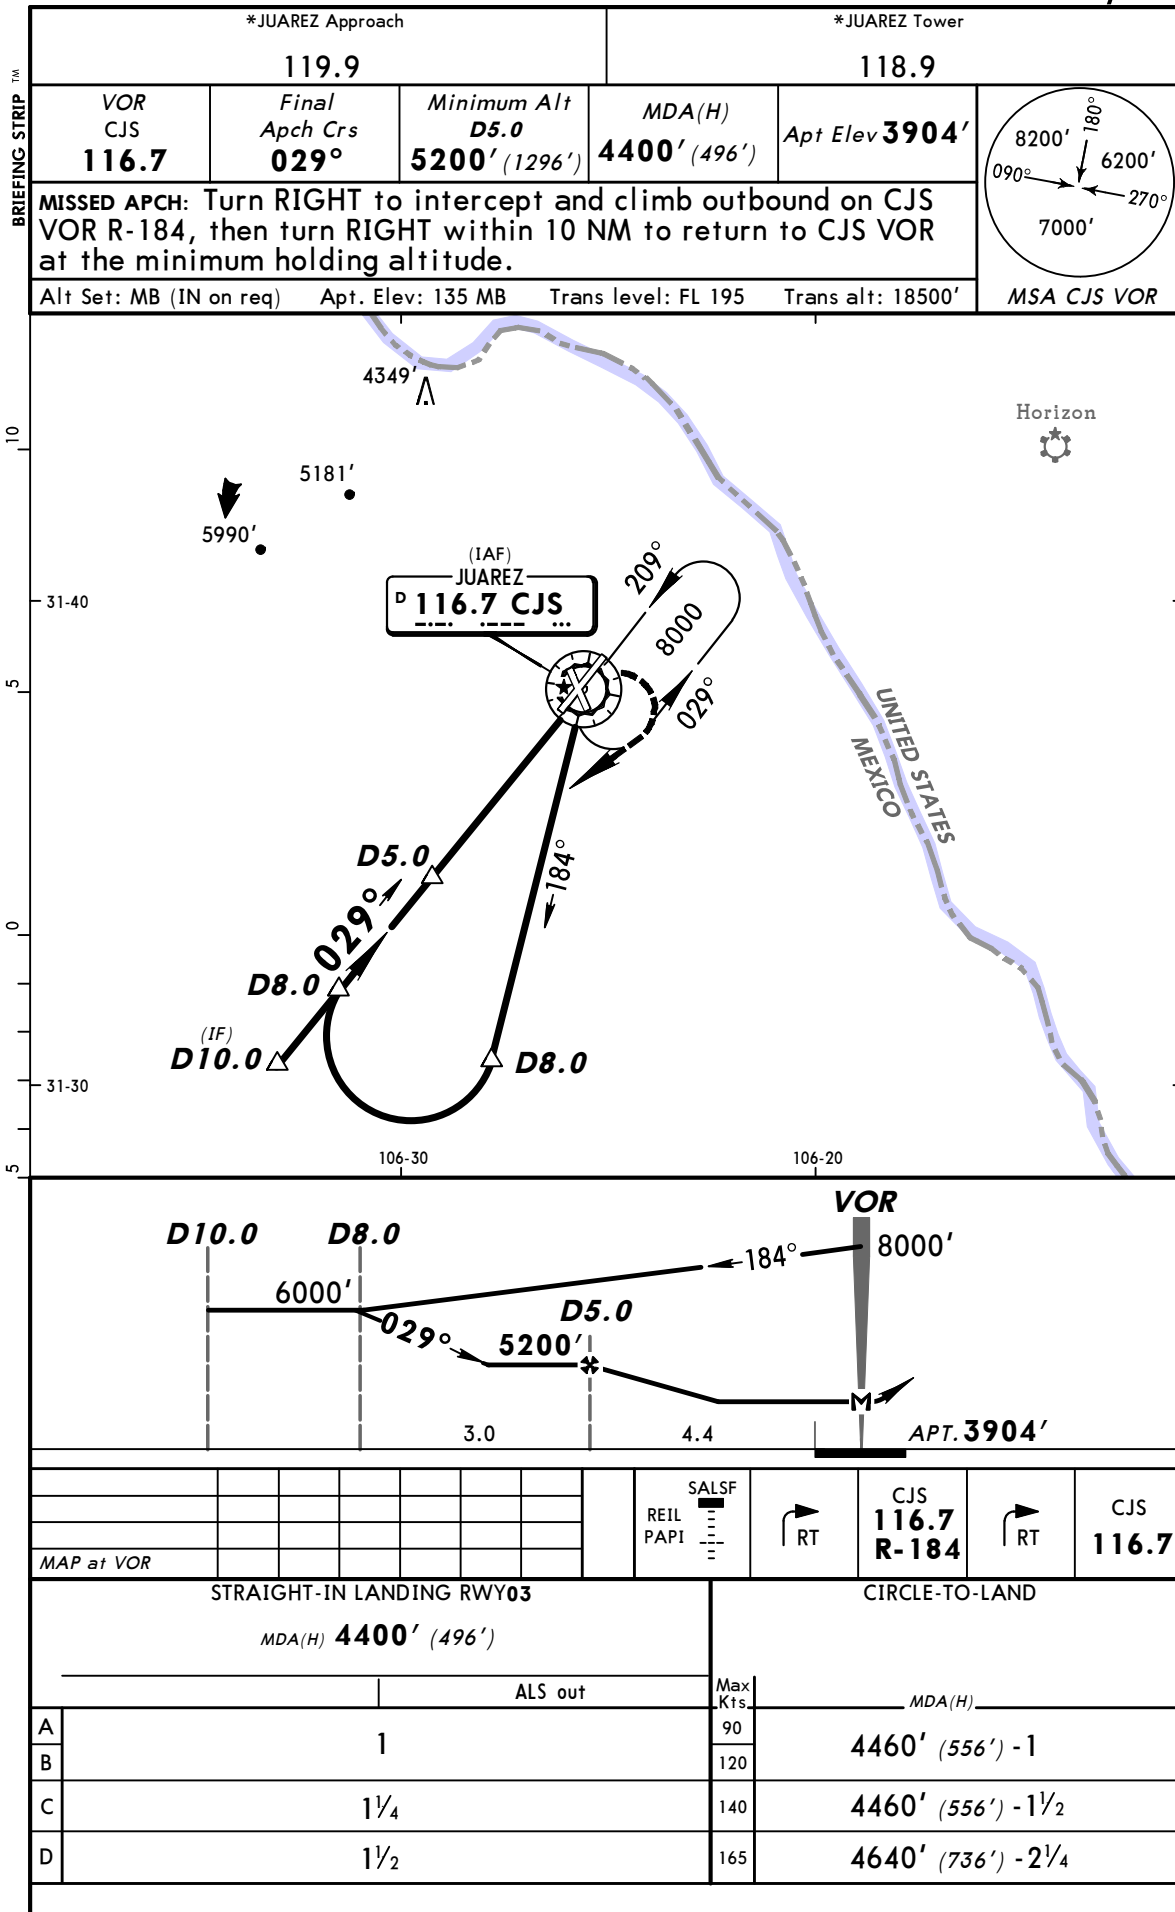 *JUAREZ Approach
119.9
*JUAREZ Tower
118.9
BRIEFING STRIP TM
VOR
CJS
116.7
Final
Apch Crs
029°
Minimum Alt
D5.0
5200' (1296')
MDA(H)
4400' (496')
Apt Elev 3904'
MISSED APCH: Turn RIGHT to intercept and climb outbound on CJS
VOR R-184, then turn RIGHT within 10 NM to return to CJS VOR
at the minimum holding altitude.
Alt Set: MB (IN on req) Apt. Elev: 135 MB Trans level: FL 195 Trans alt: 18500'
8200'
180°
6200'
090°
270°
7000'
MSA CJS VOR
4349'
Horizon
10
5181'
5990'
(IAF)
JUAREZ
D 116.7 CJS
209°
8000
029°
31-40
5
UNITED STATES
MEXICO
D5.0
184°
029°
0
D8.0
(IF)
D10.0
D8.0
31-30
5
106-30
106-20
VOR
D10.0
D8.0
184°
8000'
6000'
D5.0
029°
5200'
M
3.0
4.4
APT. 3904'
MAP at VOR
SALSF
REIL
PAPI
RT
CJS
116.7
R-184
RT
CJS
116.7
STRAIGHT-IN LANDING RWY03
MDA(H) 4400' (496')
ALS out
CIRCLE-TO-LAND
Max
Kts
MDA(H)
A
B
1
90
120
4460' (556') -1
C
1 1/4
140
4460' (556') -1 1/2
D
1 1/2
165
4640' (736') -2 1/4